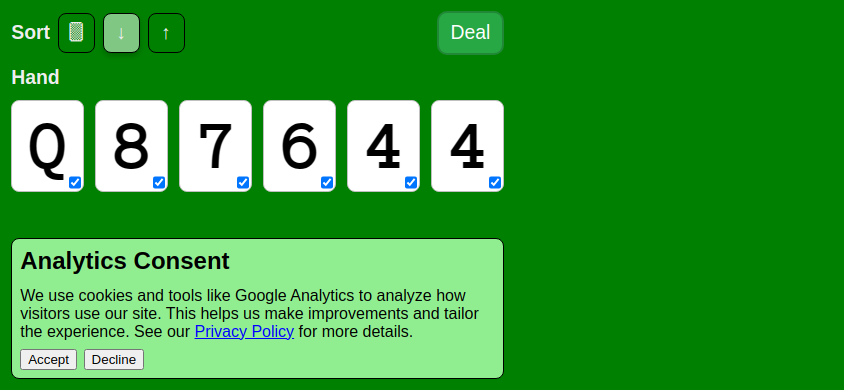 Sort ↓ ↑ Deal
Hand
Q 8 7 6 4 4
Analytics Consent
We use cookies and tools like Google Analytics to analyze how
visitors use our site. This helps us make improvements and tailor
the experience. See our Privacy Policy for more details.
Accept Decline